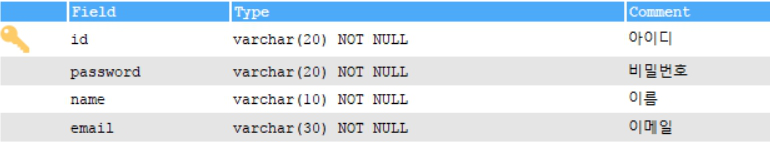 Field Type Comment
id varchar(20) NOT NULL 아이디
password varchar(20) NOT NULL 비밀번호
name varchar(10) NOT NULL 이름
email varchar(30) NOT NULL 이메일